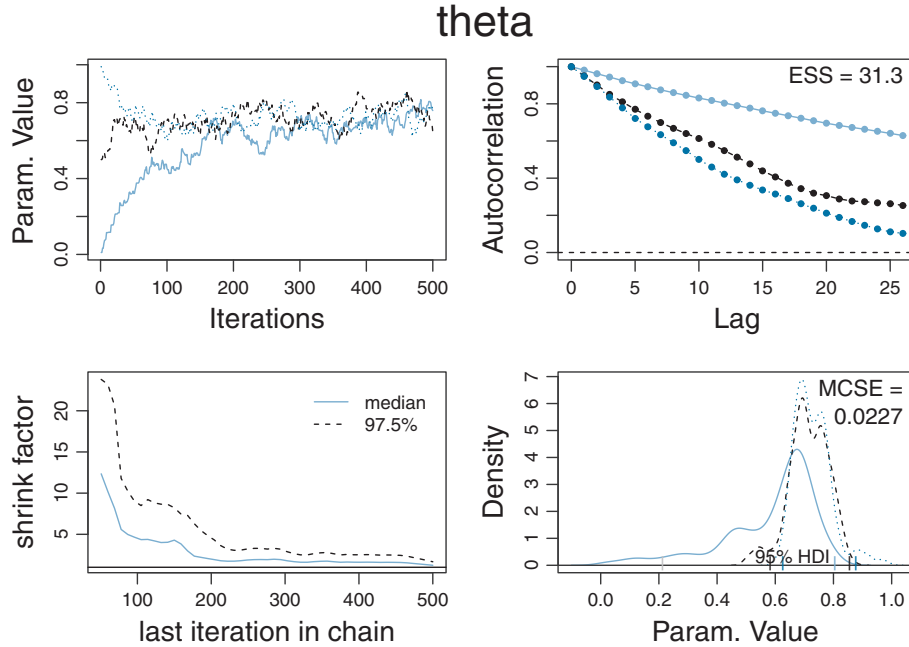 theta
Param. Value
0.0 0.4 0.8
0 100 200 300 400 500
Iterations
Autocorrelation
0.0 0.4 0.8
ESS = 31.3
0 5 10 15 20 25
Lag
shrink factor
5 10 15 20
median
97.5%
100 200 300 400 500
last iteration in chain
Density
0 1 2 3 4 5 6 7
MCSE =
0.0227
95% HDI
0.0 0.2 0.4 0.6 0.8 1.0
Param. Value